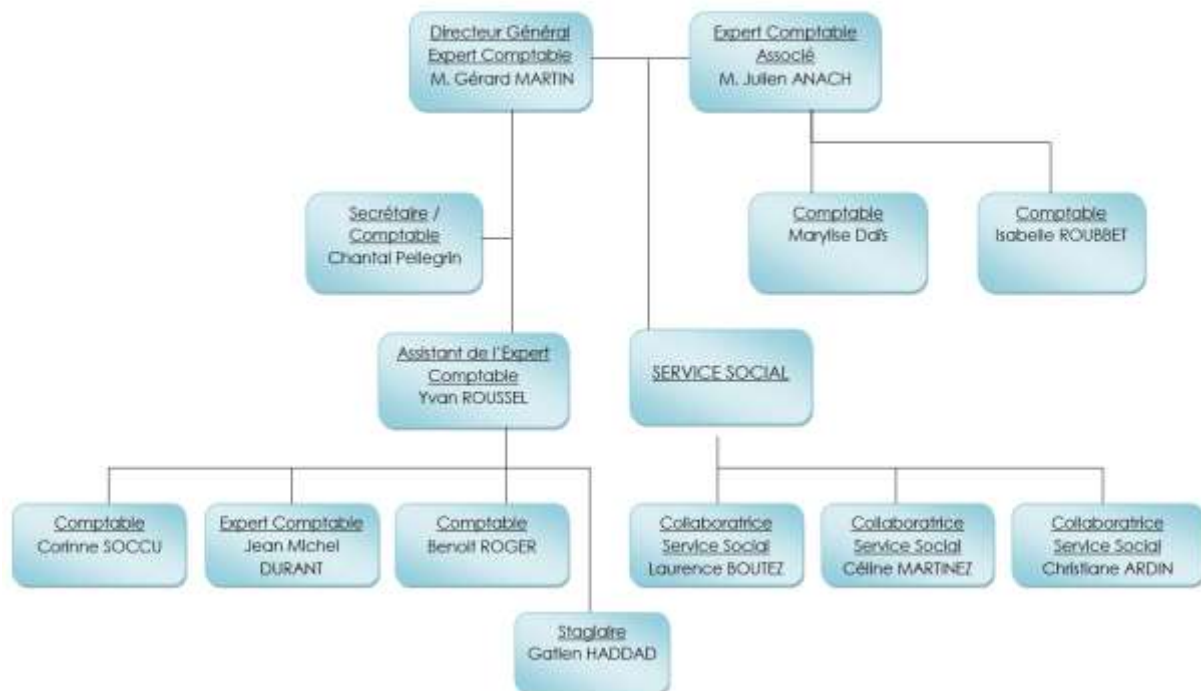 Directeur Général
Expert Comptable
M. Gérard MARTIN
Expert Comptable
Associé
M. Julien ANACH
Secrétaire /
Comptable
Chantal Pellegrin
Comptable
Marylise Daïs
Comptable
Isabelle ROUBBET
Assistant de l'Expert
Comptable
Yvan ROUSSEL
SERVICE SOCIAL
Comptable
Corinne SOCCU
Expert Comptable
Jean Michel
DURANT
Comptable
Benoit ROGER
Collaboratrice
Service Social
Laurence BOUTEZ
Collaboratrice
Service Social
Céline MARTINEZ
Collaboratrice
Service Social
Christiane ARDIN
Stagiaire
Gatien HADDAD